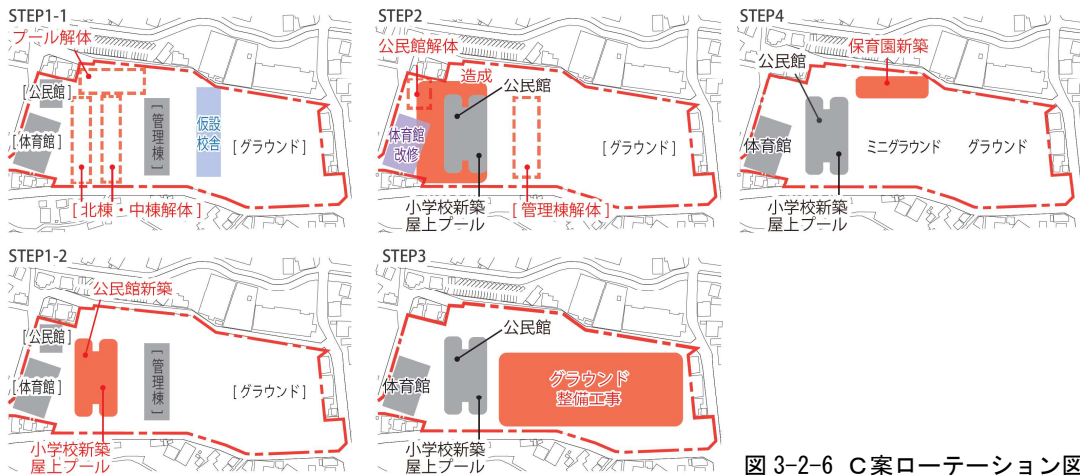 STEP1-1
プール解体
[公民館]
[体育館]
[管理棟]
仮設
校舎
[グラウンド]
[北棟・中棟解体]
STEP2
公民館解体
造成
公民館
体育館
改修
[グラウンド]
小学校新築
屋上プール
[管理棟解体]
STEP4
保育園新築
公民館
体育館
ミニグラウンド
グラウンド
小学校新築
屋上プール
STEP1-2
公民館新築
[公民館]
[体育館]
[管理棟]
[グラウンド]
小学校新築
屋上プール
STEP3
公民館
体育館
グラウンド
整備工事
小学校新築
屋上プール
図 3-2-6 C案ローテーション図